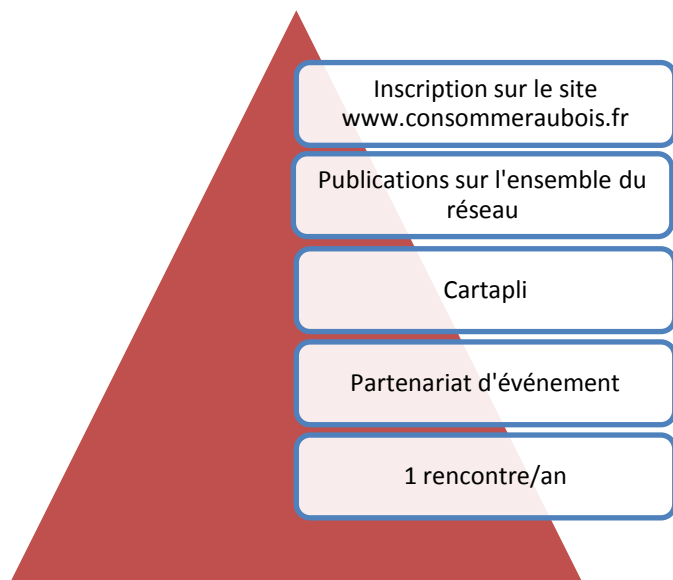 Inscription sur le site
www.consommeraubois.fr
Publications sur l'ensemble du
réseau
Cartapli
Partenariat d'événement
1 rencontre/an